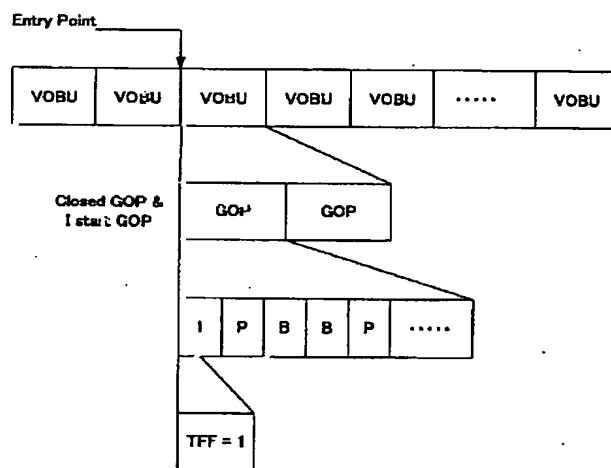 Entry Point
VOBU VOBU VOBU VOBU VOBU ····· VOBU
Closed GOP &
I start GOP
GOP GOP
I P B B P ·····
TFF = 1